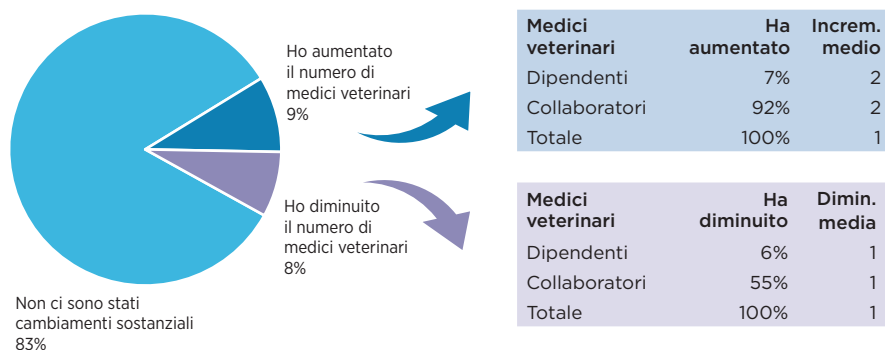 Ho aumentato
il numero di
medici veterinari
9%
Ho diminuito
il numero di
medici veterinari
8%
Non ci sono stati
cambiamenti sostanziali
83%
Medici veterinari Ha aumentato Increm. medio
Dipendenti 7% 2
Collaboratori 92% 2
Totale 100% 1
Medici veterinari Ha diminuito Dimin. media
Dipendenti 6% 1
Collaboratori 55% 1
Totale 100% 1